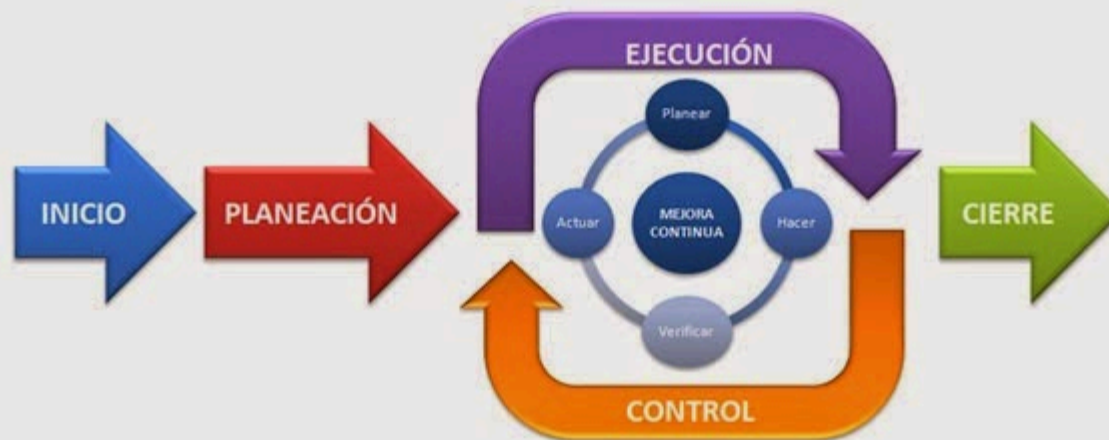 INICIO
PLANEACIÓN
EJECUCIÓN
Planear
Actuar
MEJORA
CONTINUA
Hacer
Verificar
CONTROL
CIERRE